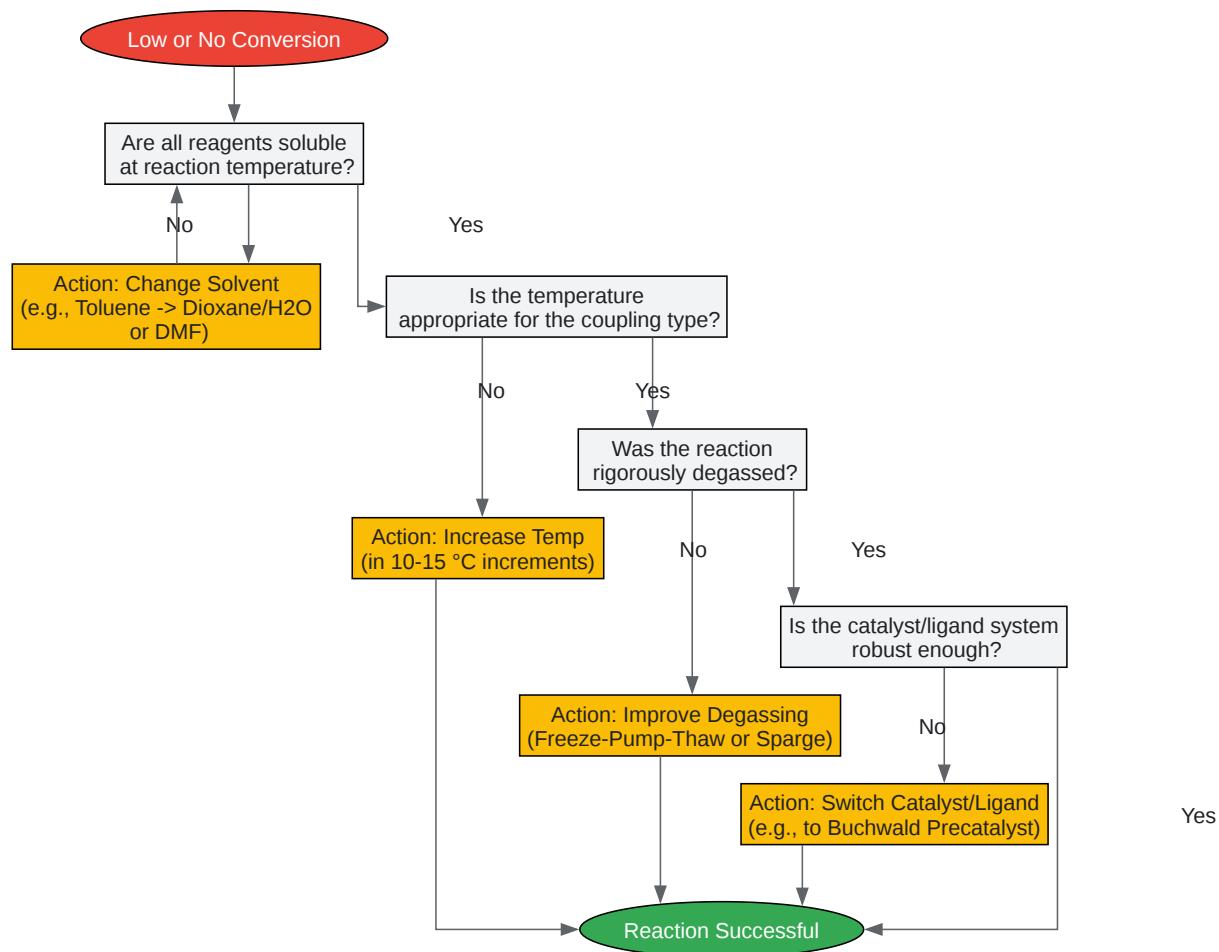 Low or No Conversion
Are all reagents soluble
at reaction temperature?
No
Yes
Action: Change Solvent
(e.g., Toluene -> Dioxane/H2O
or DMF)
Is the temperature
appropriate for the coupling type?
No
Yes
Was the reaction
rigorously degassed?
Action: Increase Temp
(in 10-15 °C increments)
No
Yes
Is the catalyst/ligand system
robust enough?
Action: Improve Degassing
(Freeze-Pump-Thaw or Sparge)
No
Action: Switch Catalyst/Ligand
(e.g., to Buchwald Precatalyst)
Yes
Reaction Successful